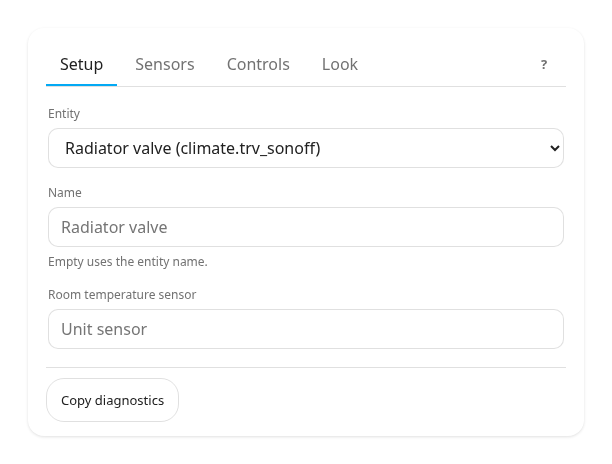 Setup Sensors Controls Look ?
Entity
Radiator valve (climate.trv_sonoff)
Name
Radiator valve
Empty uses the entity name.
Room temperature sensor
Unit sensor
Copy diagnostics